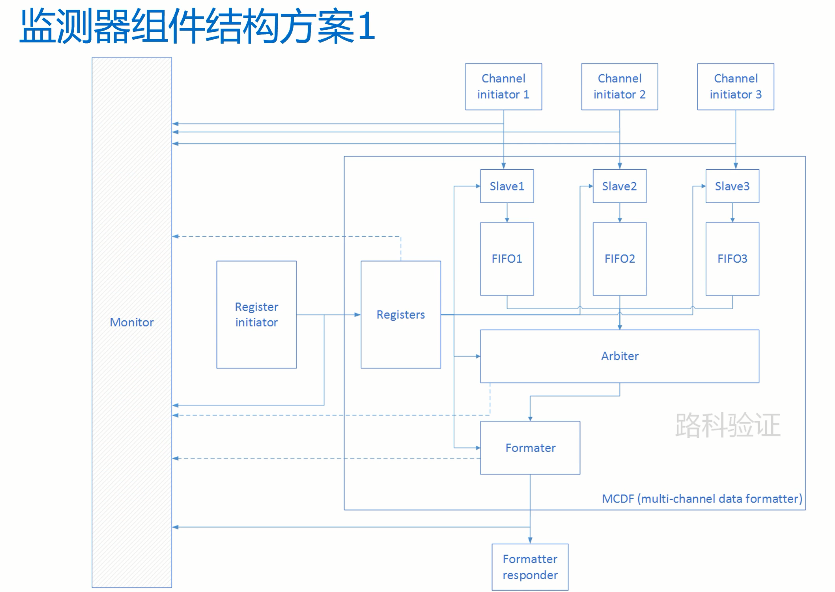 监测器组件结构方案1
Channel
initiator 1
Channel
initiator 2
Channel
initiator 3
Slave1
Slave2
Slave3
FIFO1
FIFO2
FIFO3
Monitor
Register
initiator
Registers
Arbiter
路科验证
Formater
MCDF (multi-channel data formatter)
Formatter
responder